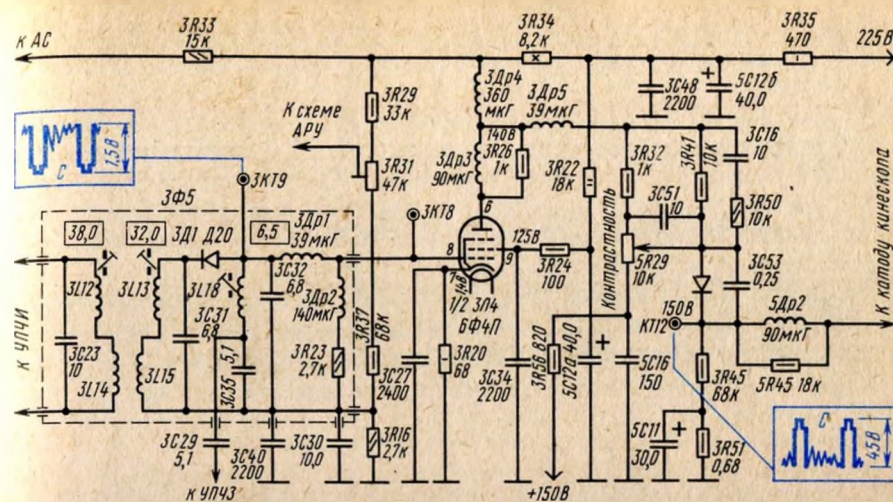 к АС
3R33
15к
3R34
8,2к
3R35
470
225В
3R29
33к
3Др4
360
мкГ
3Др5
39мкГ
3С48
2200
+
5С12б
40,0
К схеме
АРУ
140В
3R26
1к
3Др3
90мкГ
3R22
18к
3R32
1к
3R41
10к
3С16
10
1,5В
С
3КТ9
3R31
47к
3С51
10
3R50
10к
3Ф5
3КТ8
6
38,0
32,0
3Д1 Д20
6,5
3Др1
39мкГ
8
125В
9
3R24
100
Контрастность
5R29
10к
3С53
0,25
К катоду кинескопа
3L12
3L13
3L18
3С32
6,8
7
1/2 3Л4
6Ф4П
150В
КТ12
5Др2
90мкГ
к УПЧИ
3С31
6,8
3Др2
140мкГ
3R37
68к
3С23
10
5,1
3С35
3R23
2,7к
3С27
2400
3R20
68
3С34
2200
3R56 820
5С12а 40,0
+
5С16
150
3R45
68к
5R45 18к
3L14
3L15
3С29
5,1
3С40
2200
3С30
10,0
3R16
2,7к
5С11
30,0
+
3R51
0,68
С
45В
к УПЧЗ
+150В